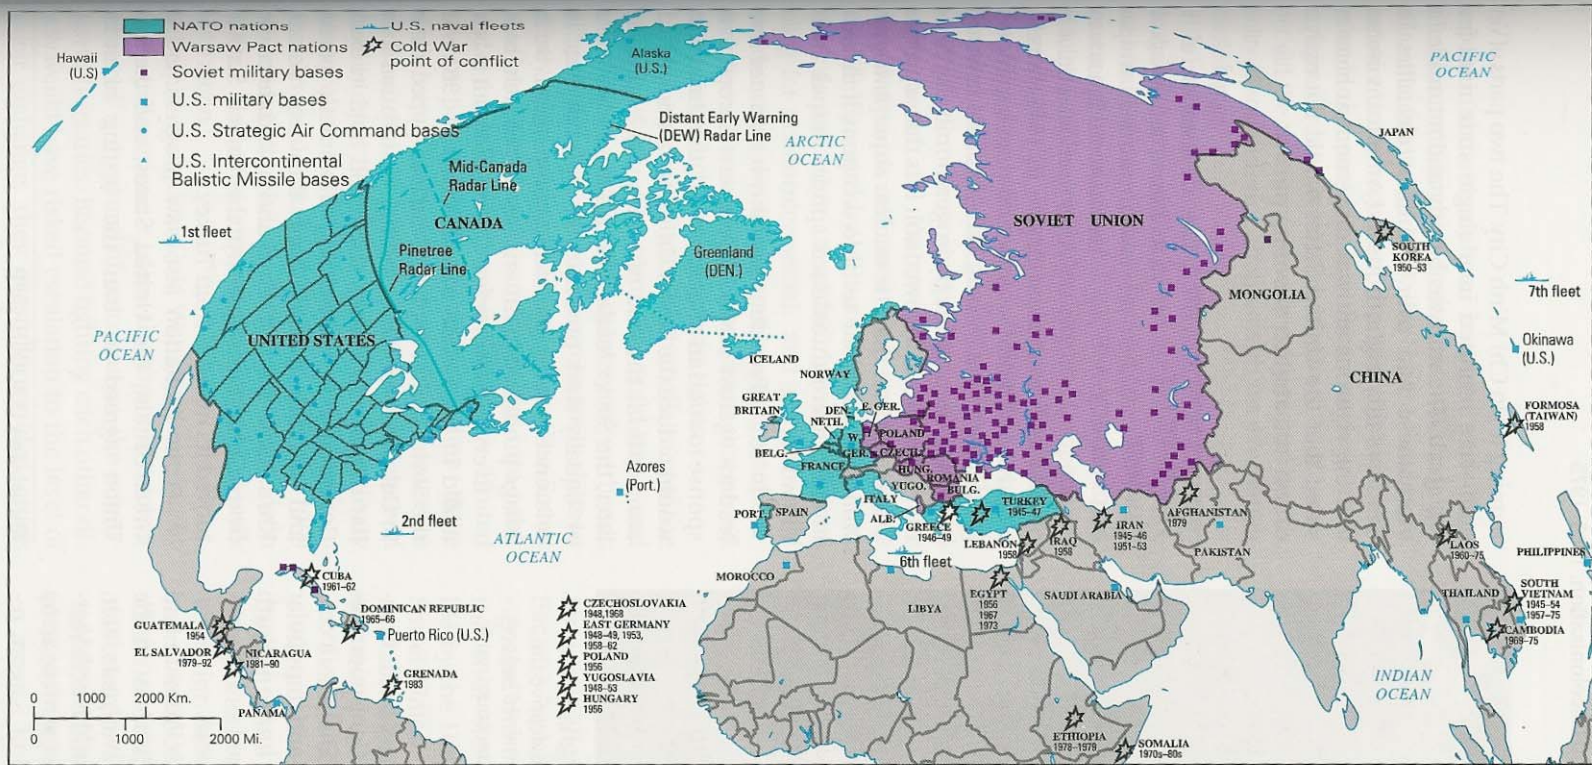 NATO nations
Warsaw Pact nations
Soviet military bases
U.S. military bases
U.S. Strategic Air Command bases
U.S. Intercontinental
Balistic Missile bases
U.S. naval fleets
Cold War
point of conflict
Hawaii
(U.S)
Alaska
(U.S.)
Distant Early Warning
(DEW) Radar Line
ARCTIC
OCEAN
PACIFIC
OCEAN
JAPAN
Mid-Canada
Radar Line
CANADA
SOVIET UNION
1st fleet
Pinetree
Radar Line
Greenland
(DEN.)
SOUTH
KOREA
1950–53
7th fleet
MONGOLIA
PACIFIC
OCEAN
UNITED STATES
ICELAND
Okinawa
(U.S.)
NORWAY
CHINA
GREAT
BRITAIN
DEN.
E. GER.
NETH.
W.
GER.
POLAND
BELG.
CZECH.
FRANCE
HUNG.
ROMANIA
YUGO.
BULG.
ITALY
ALB.
FORMOSA
(TAIWAN)
1958
Azores
(Port.)
PORT.
SPAIN
GREECE
1946–49
TURKEY
1945–47
2nd fleet
ATLANTIC
OCEAN
6th fleet
LEBANON
1958
IRAQ
1958
IRAN
1945–46
1951–53
AFGHANISTAN
1979
PAKISTAN
LAOS
1960–75
PHILIPPINES
CUBA
1961–62
MOROCCO
LIBYA
EGYPT
1956
1967
1973
SAUDI ARABIA
THAILAND
SOUTH
VIETNAM
1945–54
1957–75
CAMBODIA
1969–75
DOMINICAN REPUBLIC
1965–66
Puerto Rico (U.S.)
GUATEMALA
1954
EL SALVADOR
1979–92
NICARAGUA
1981–90
GRENADA
1983
PANAMA
CZECHOSLOVAKIA
1948,1968
EAST GERMANY
1948–49, 1953,
1958–62
POLAND
1956
YUGOSLAVIA
1948–53
HUNGARY
1956
INDIAN
OCEAN
ETHIOPIA
1978–1979
SOMALIA
1970s–80s
0 1000 2000 Km.
0 1000 2000 Mi.